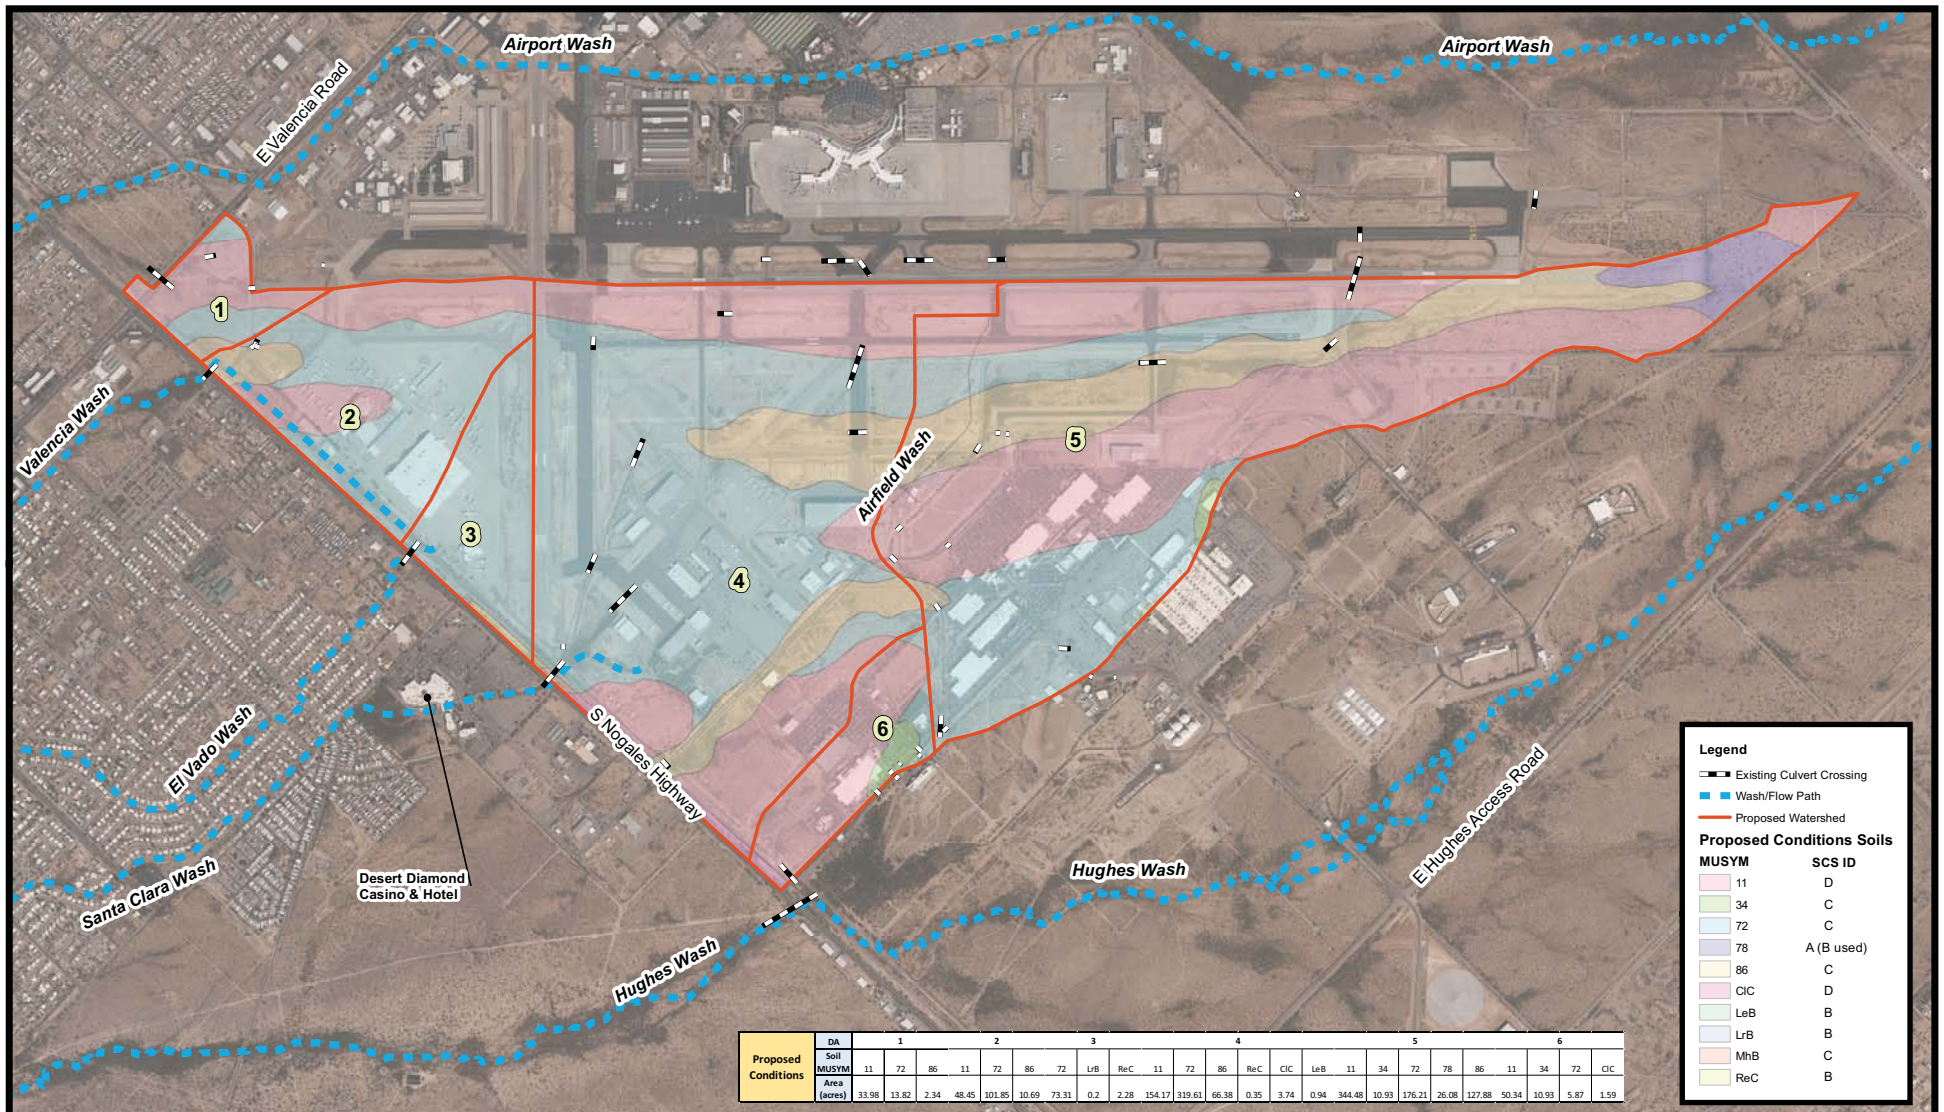 Airport Wash
Airport Wash
E Valencia Road
1
Valencia Wash
2
3
4
5
6
Airfield Wash
S Nogales Highway
El Vado Wash
Santa Clara Wash
Desert Diamond
Casino & Hotel
Hughes Wash
Hughes Wash
E Hughes Access Road
Legend
Existing Culvert Crossing
Wash/Flow Path
Proposed Watershed
Proposed Conditions Soils
MUSYM SCS ID
11 D
34 C
72 C
78 A (B used)
86 C
ClC D
LeB B
LrB B
MhB C
ReC B
Proposed Conditions
DA 1 2 3 4 5 6
Soil MUSYM 11 72 86 11 72 86 72 LrB ReC 11 72 86 ReC ClC LeB 11 34 72 78 86 11 34 72 ClC
Area (acres) 33.98 13.82 2.34 48.45 101.85 10.69 73.31 0.2 2.28 154.17 319.61 66.38 0.35 3.74 0.94 344.48 10.93 176.21 26.08 127.88 50.34 10.93 5.87 1.59